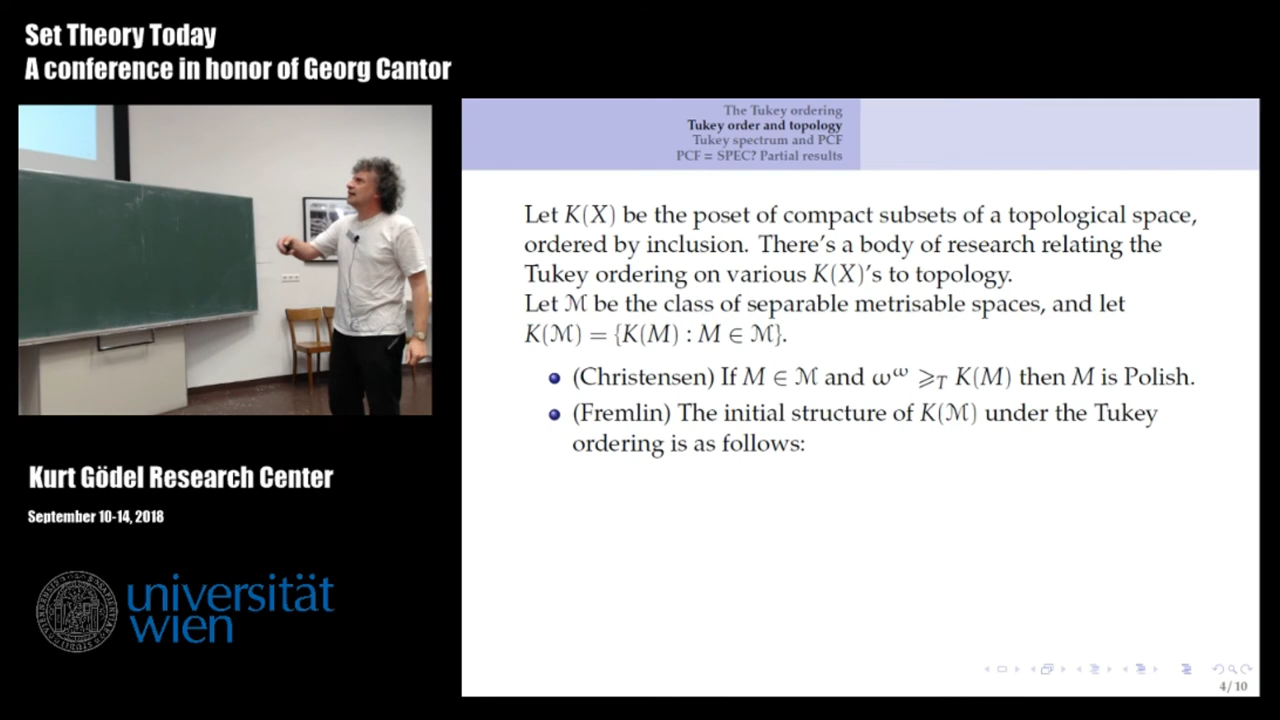 Set Theory Today
A conference in honor of Georg Cantor
The Tukey ordering
Tukey order and topology
Tukey spectrum and PCF
PCF = SPEC? Partial results
Let K(X) be the poset of compact subsets of a topological space,
ordered by inclusion. There's a body of research relating the
Tukey ordering on various K(X)'s to topology.
Let ℳ be the class of separable metrisable spaces, and let
K(ℳ) = {K(M) : M ∈ ℳ}.
(Christensen) If M ∈ ℳ and ω^ω ⩾_T K(M) then M is Polish.
(Fremlin) The initial structure of K(ℳ) under the Tukey
ordering is as follows:
4/10
Kurt Gödel Research Center
September 10-14, 2018
universität
wien